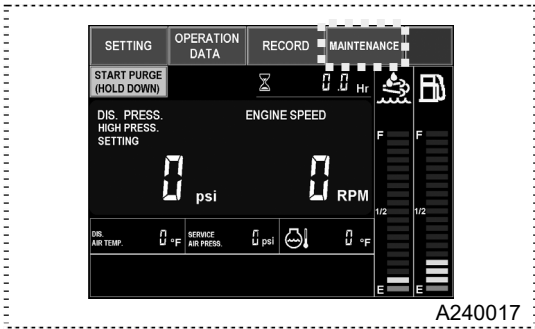 SETTING
OPERATION
DATA
RECORD
MAINTENANCE
START PURGE
(HOLD DOWN)
0.0 Hr
DIS. PRESS.
HIGH PRESS.
SETTING
ENGINE SPEED
0 psi
0 RPM
F
F
1/2
1/2
E
E
DIS.
AIR TEMP.
0 °F
SERVICE
AIR PRESS.
0 psi
0 °F
A240017